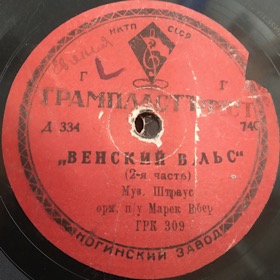 НКТП СССР
Г Г
ГРАМПЛАСТТРЕСТ
Д 334 740
„ВЕНСКИЙ ВАЛЬС"
(2-я часть)
Муз. Штраус
орк. п/у Марек Вебер
ГРК 309
НОГИНСКИЙ ЗАВОД